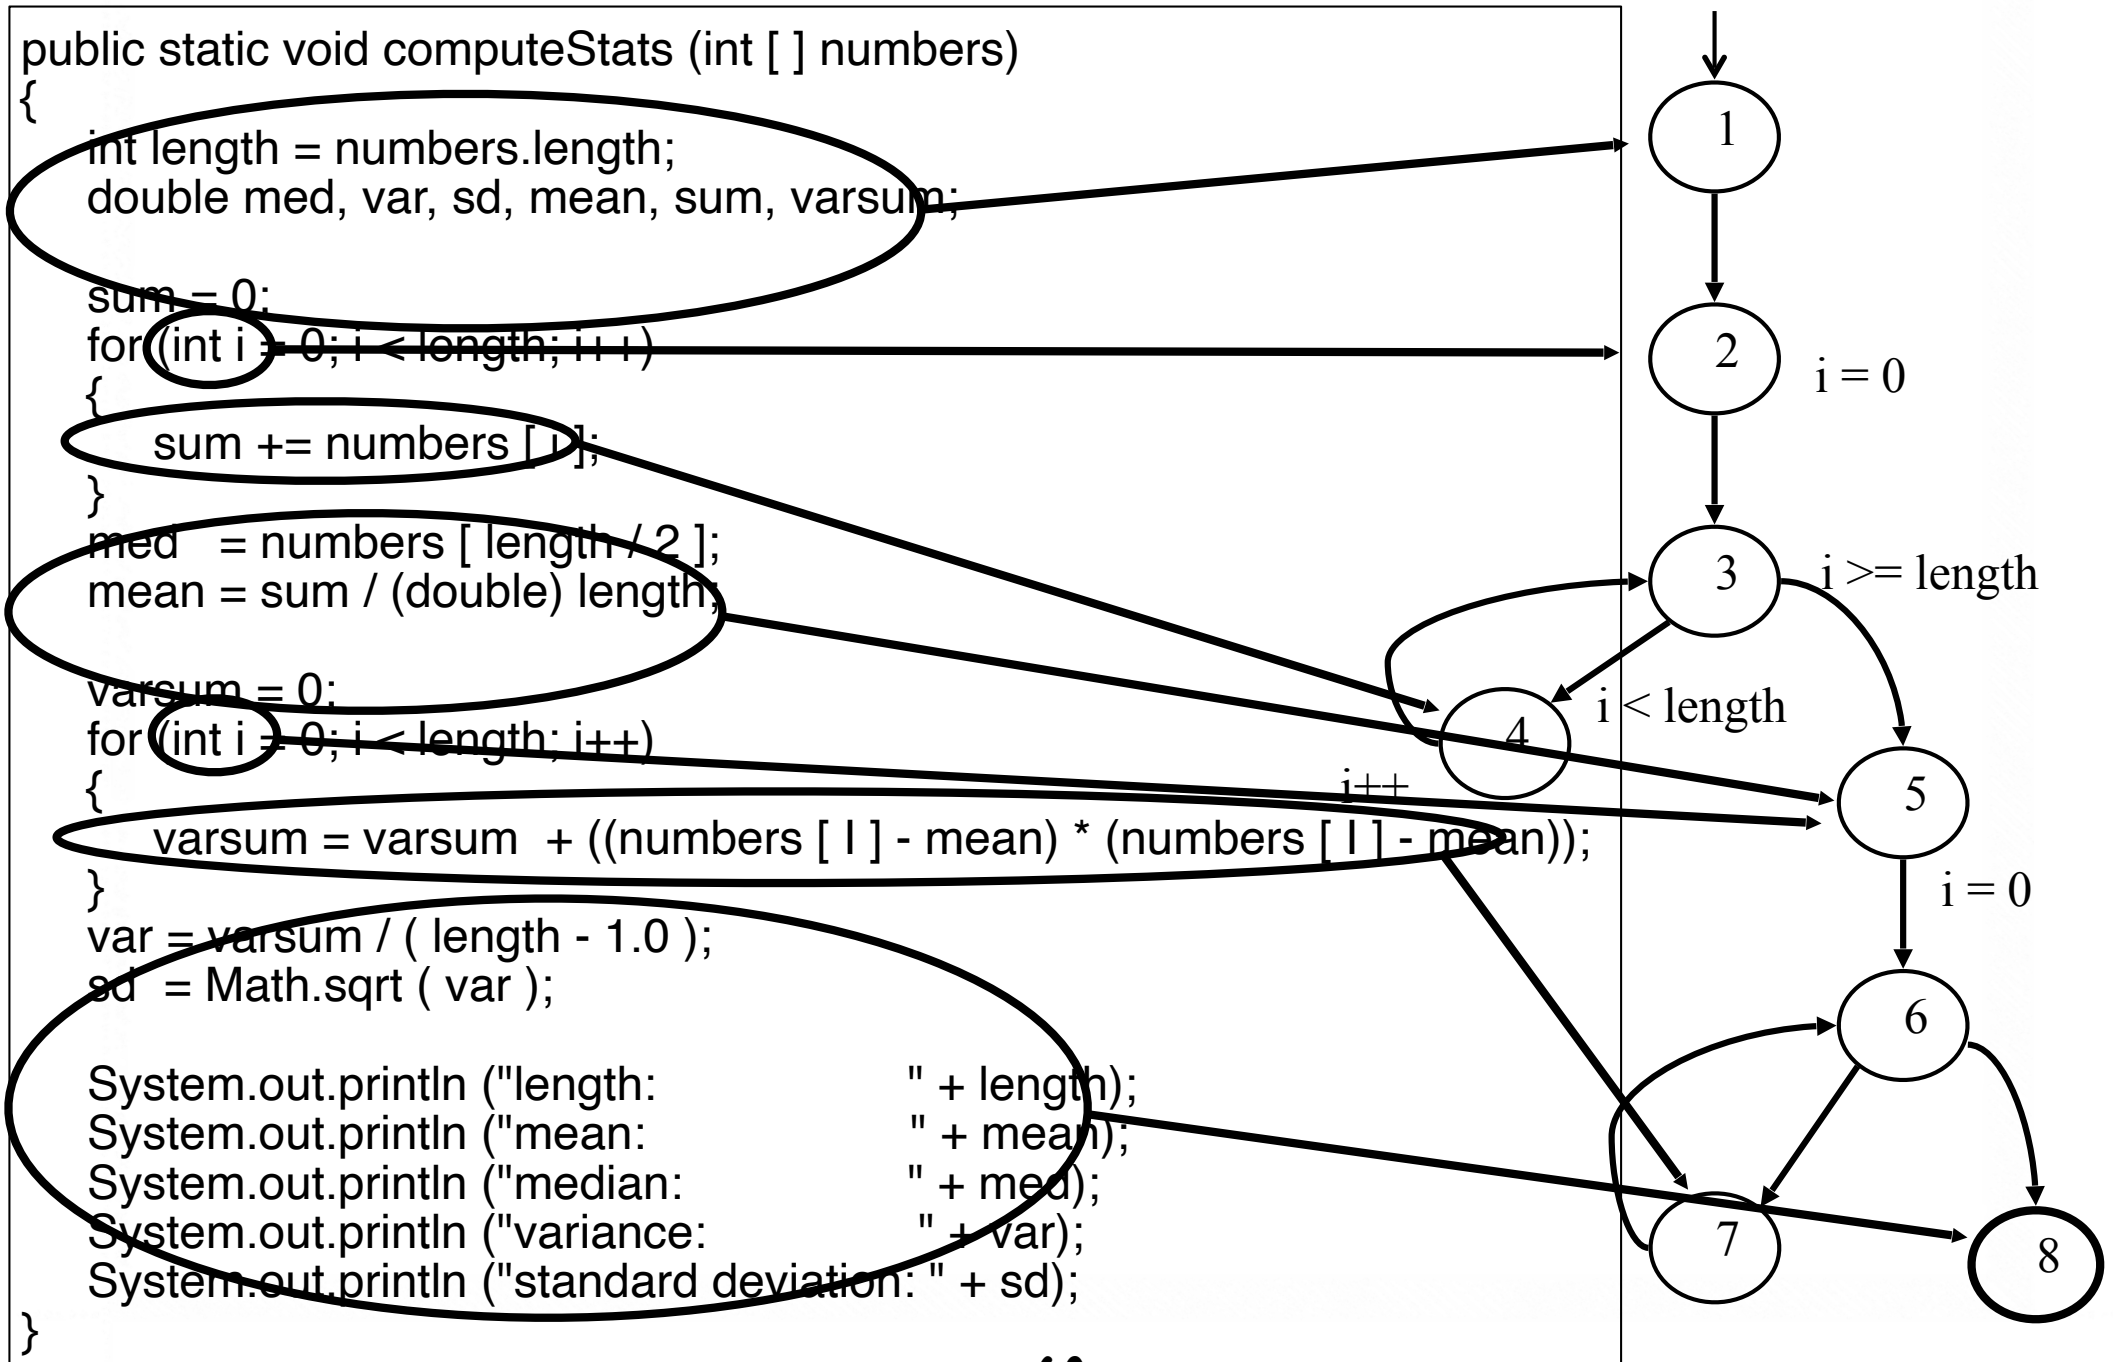 public static void computeStats (int [ ] numbers)
{
int length = numbers.length;
double med, var, sd, mean, sum, varsum;
sum = 0;
for (int i = 0; i < length; i++)
{
sum += numbers [ i ];
}
med = numbers [ length / 2 ];
mean = sum / (double) length;
varsum = 0;
for (int i = 0; i < length; i++)
{
varsum = varsum + ((numbers [ I ] - mean) * (numbers [ I ] - mean));
}
var = varsum / ( length - 1.0 );
sd = Math.sqrt ( var );
System.out.println ("length: " + length);
System.out.println ("mean: " + mean);
System.out.println ("median: " + med);
System.out.println ("variance: " + var);
System.out.println ("standard deviation: " + sd);
}
1
2
i = 0
3
i >= length
i < length
4
i++
5
i = 0
6
7
8